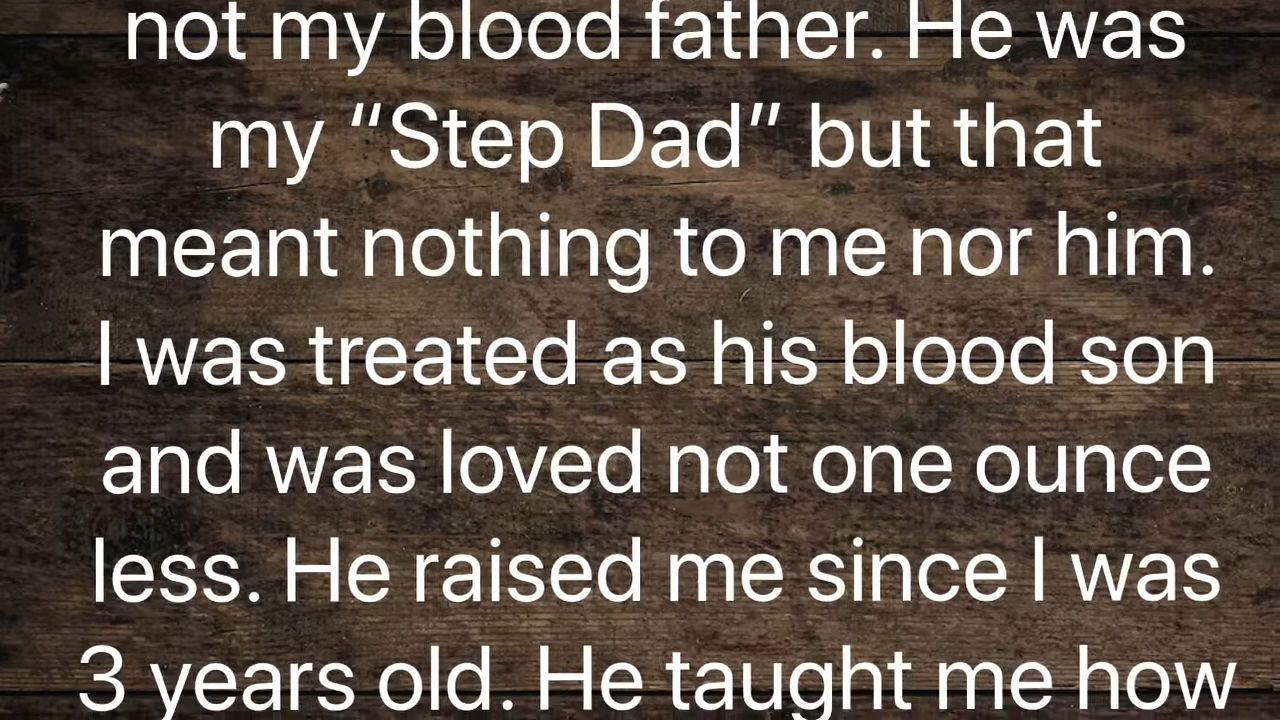 not my blood father. He was
my “Step Dad” but that
meant nothing to me nor him.
I was treated as his blood son
and was loved not one ounce
less. He raised me since I was
3 years old. He taught me how